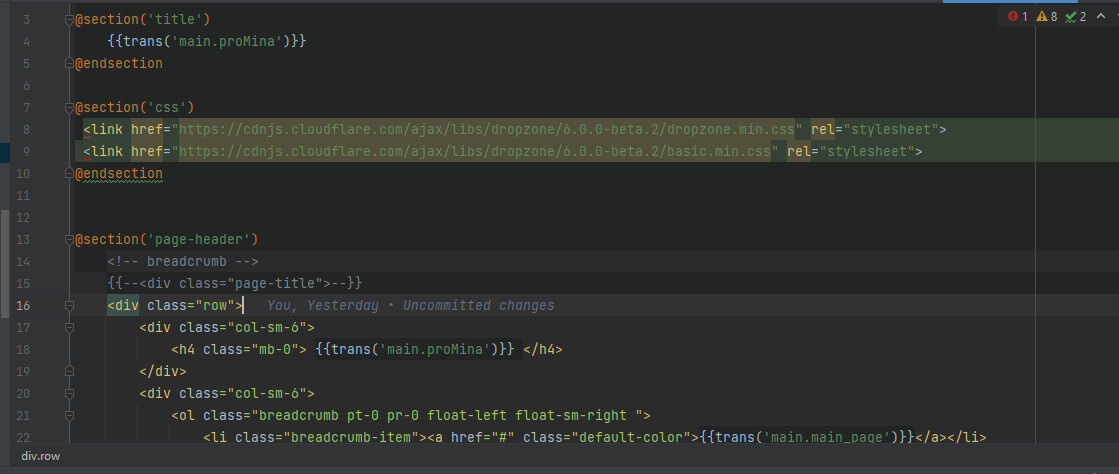 1 8 2
3 @section('title')
4 {{trans('main.proMina')}}
5 @endsection
6
7 @section('css')
8 <link href="https://cdnjs.cloudflare.com/ajax/libs/dropzone/6.0.0-beta.2/dropzone.min.css" rel="stylesheet">
9 <link href="https://cdnjs.cloudflare.com/ajax/libs/dropzone/6.0.0-beta.2/basic.min.css" rel="stylesheet">
10 @endsection
11
12
13 @section('page-header')
14 <!-- breadcrumb -->
15 {{--<div class="page-title">--}}
16 <div class="row"> You, Yesterday • Uncommitted changes
17 <div class="col-sm-6">
18 <h4 class="mb-0"> {{trans('main.proMina')}} </h4>
19 </div>
20 <div class="col-sm-6">
21 <ol class="breadcrumb pt-0 pr-0 float-left float-sm-right ">
22 <li class="breadcrumb-item"><a href="#" class="default-color">{{trans('main.main_page')}}</a></li>
div.row